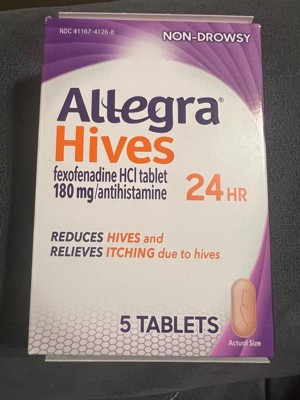 NDC 41167-4126-8
NON-DROWSY
Allegra®
Hives
fexofenadine HCl tablet
180 mg/antihistamine
24 HR
REDUCES HIVES and
RELIEVES ITCHING due to hives
5 TABLETS
Actual Size